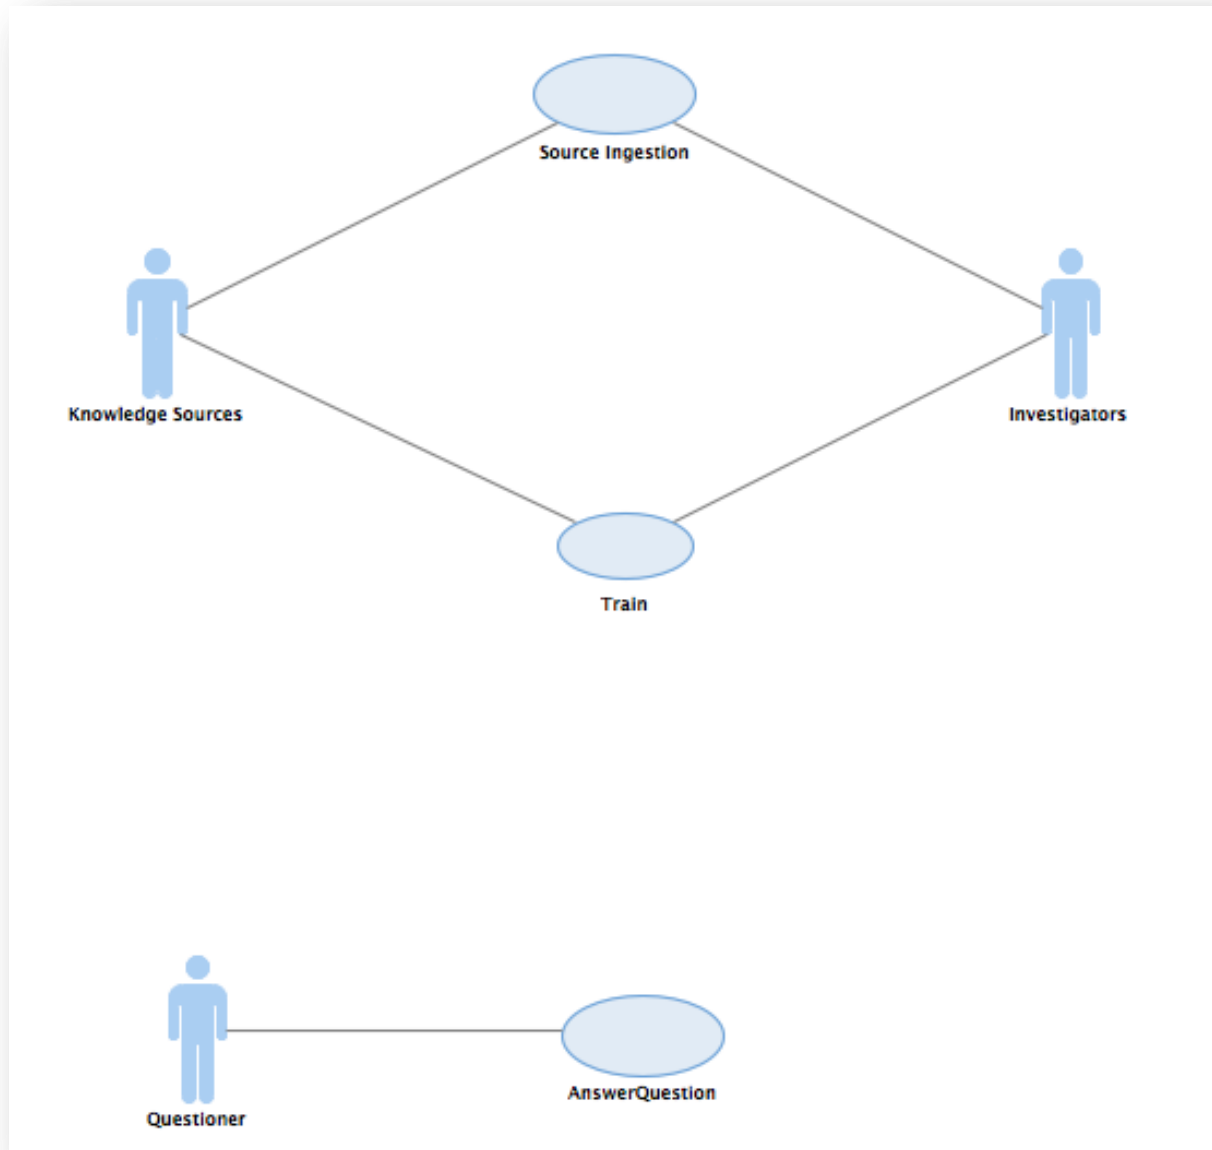 Source Ingestion
Knowledge Sources
Investigators
Train
AnswerQuestion
Questioner